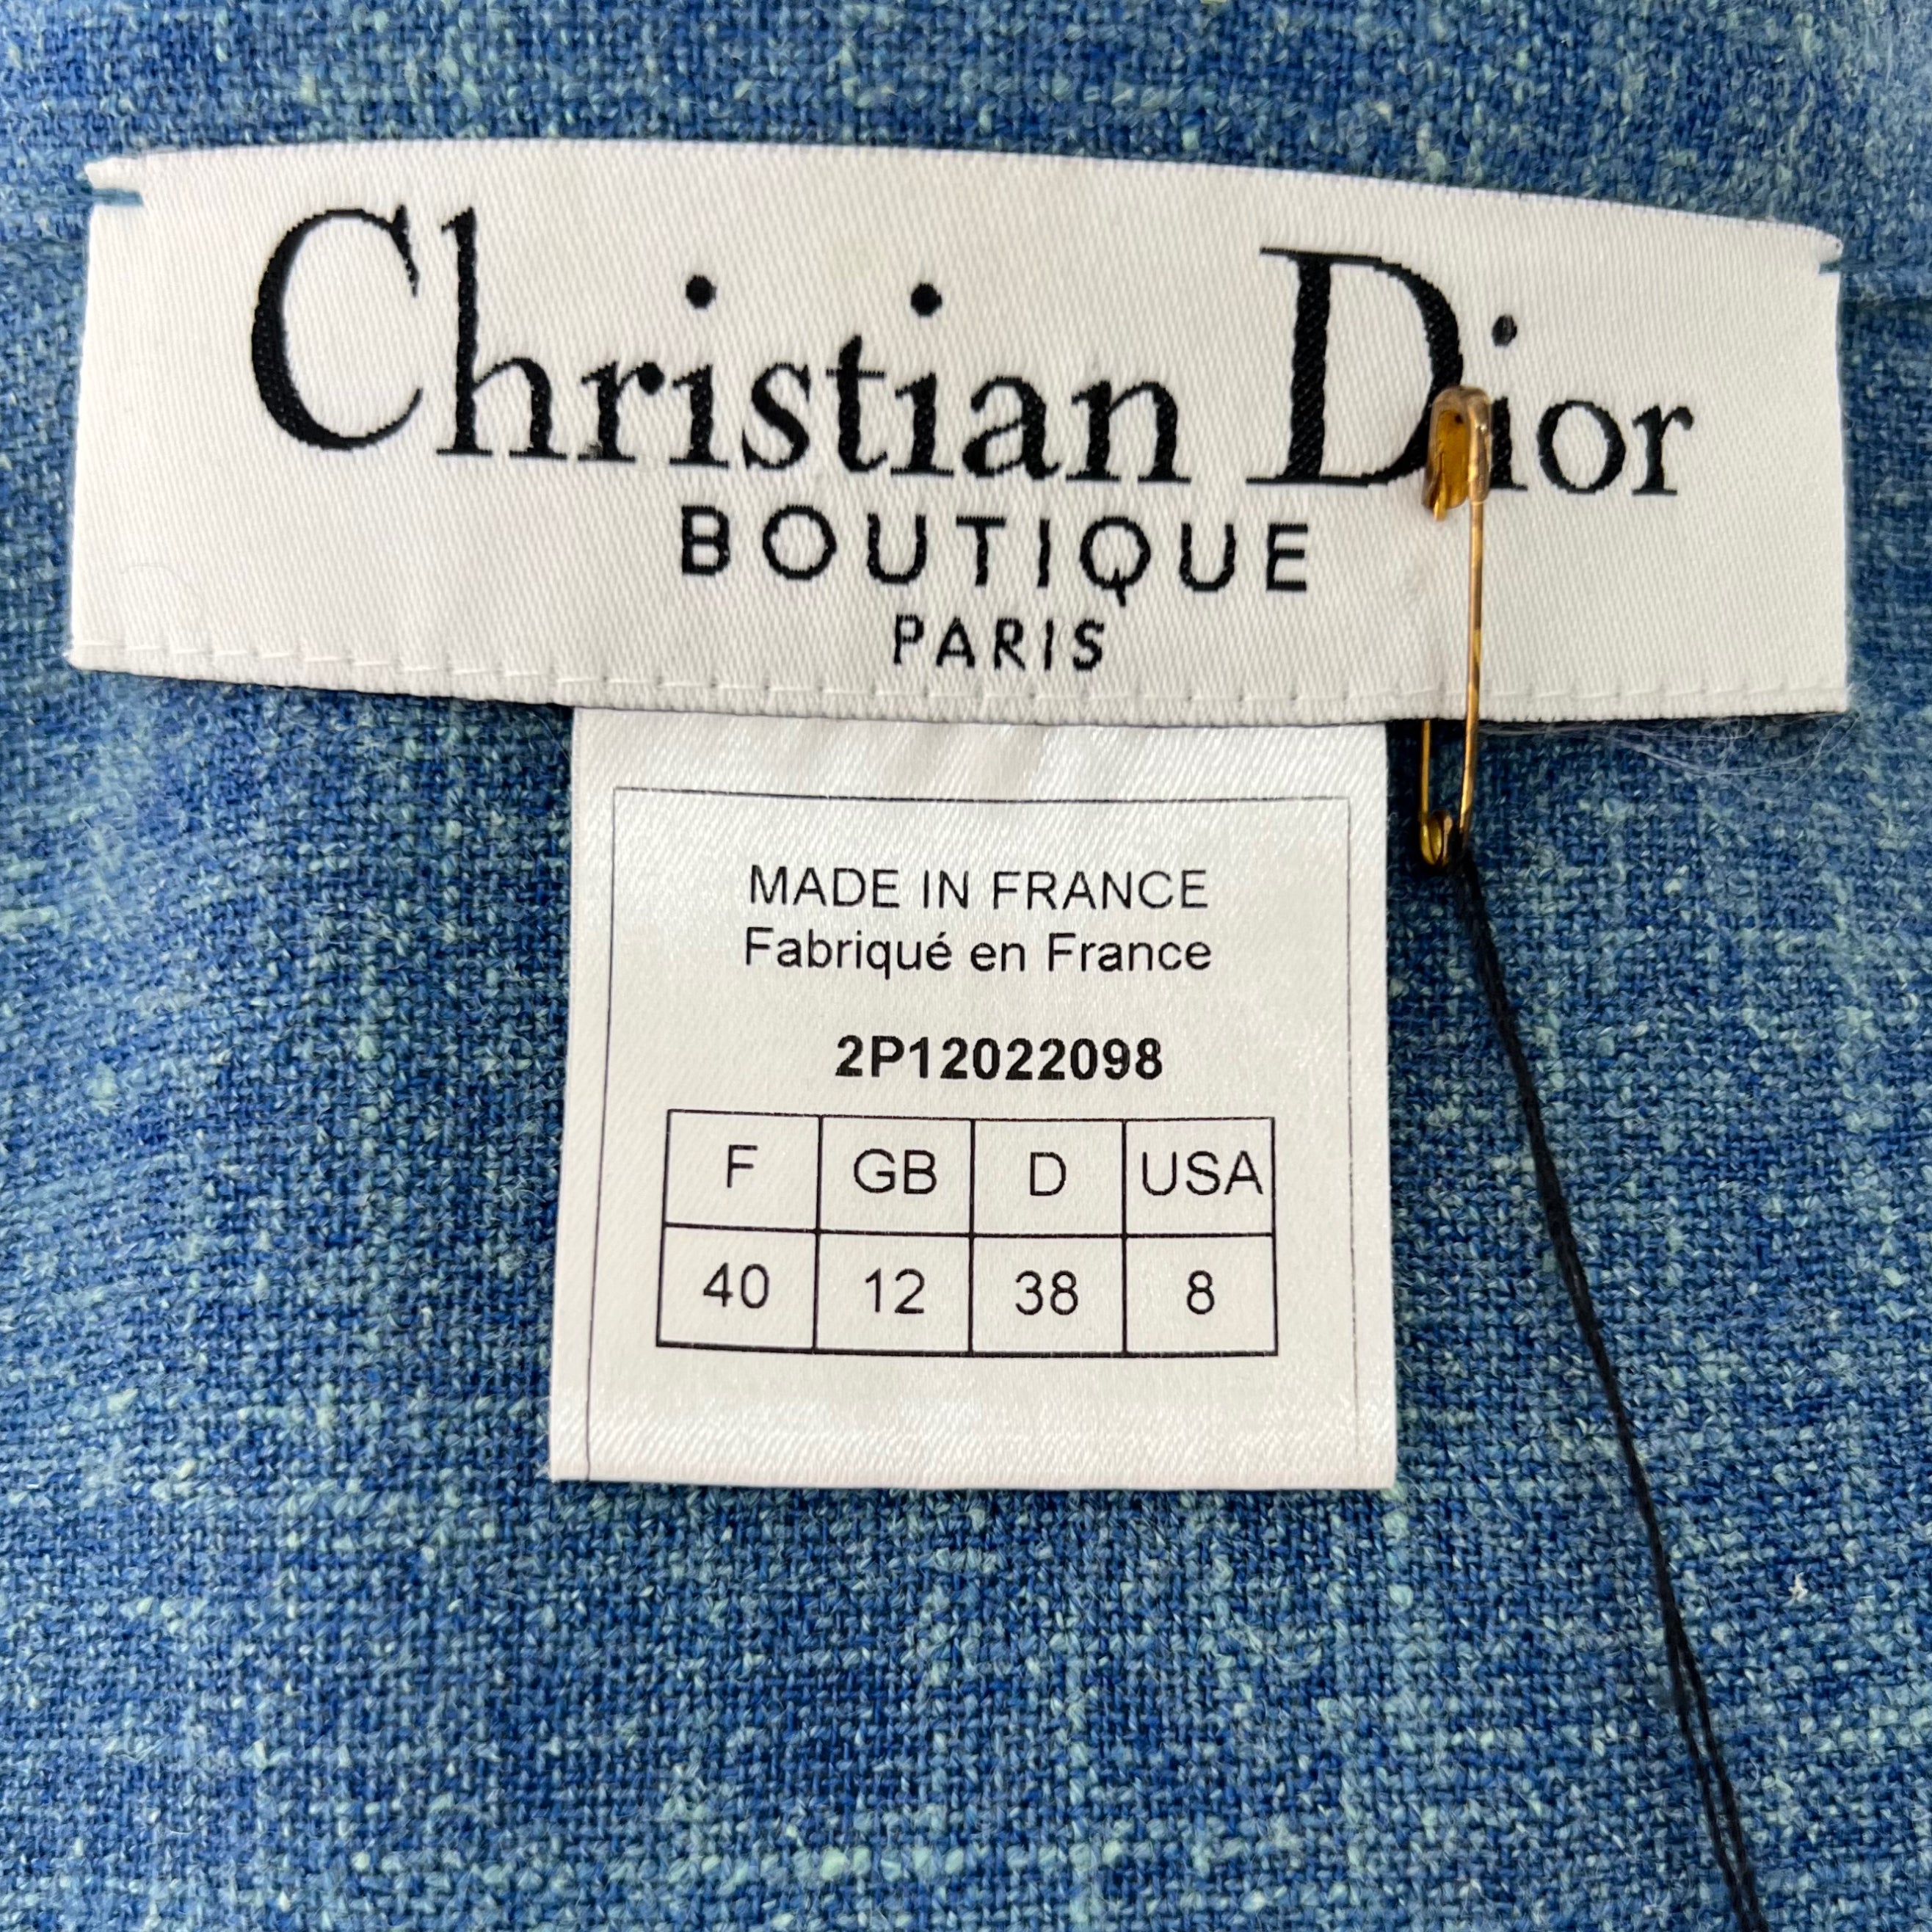 Christian Dior
BOUTIQUE
PARIS
MADE IN FRANCE
Fabriqué en France
2P12022098
F GB D USA
40 12 38 8